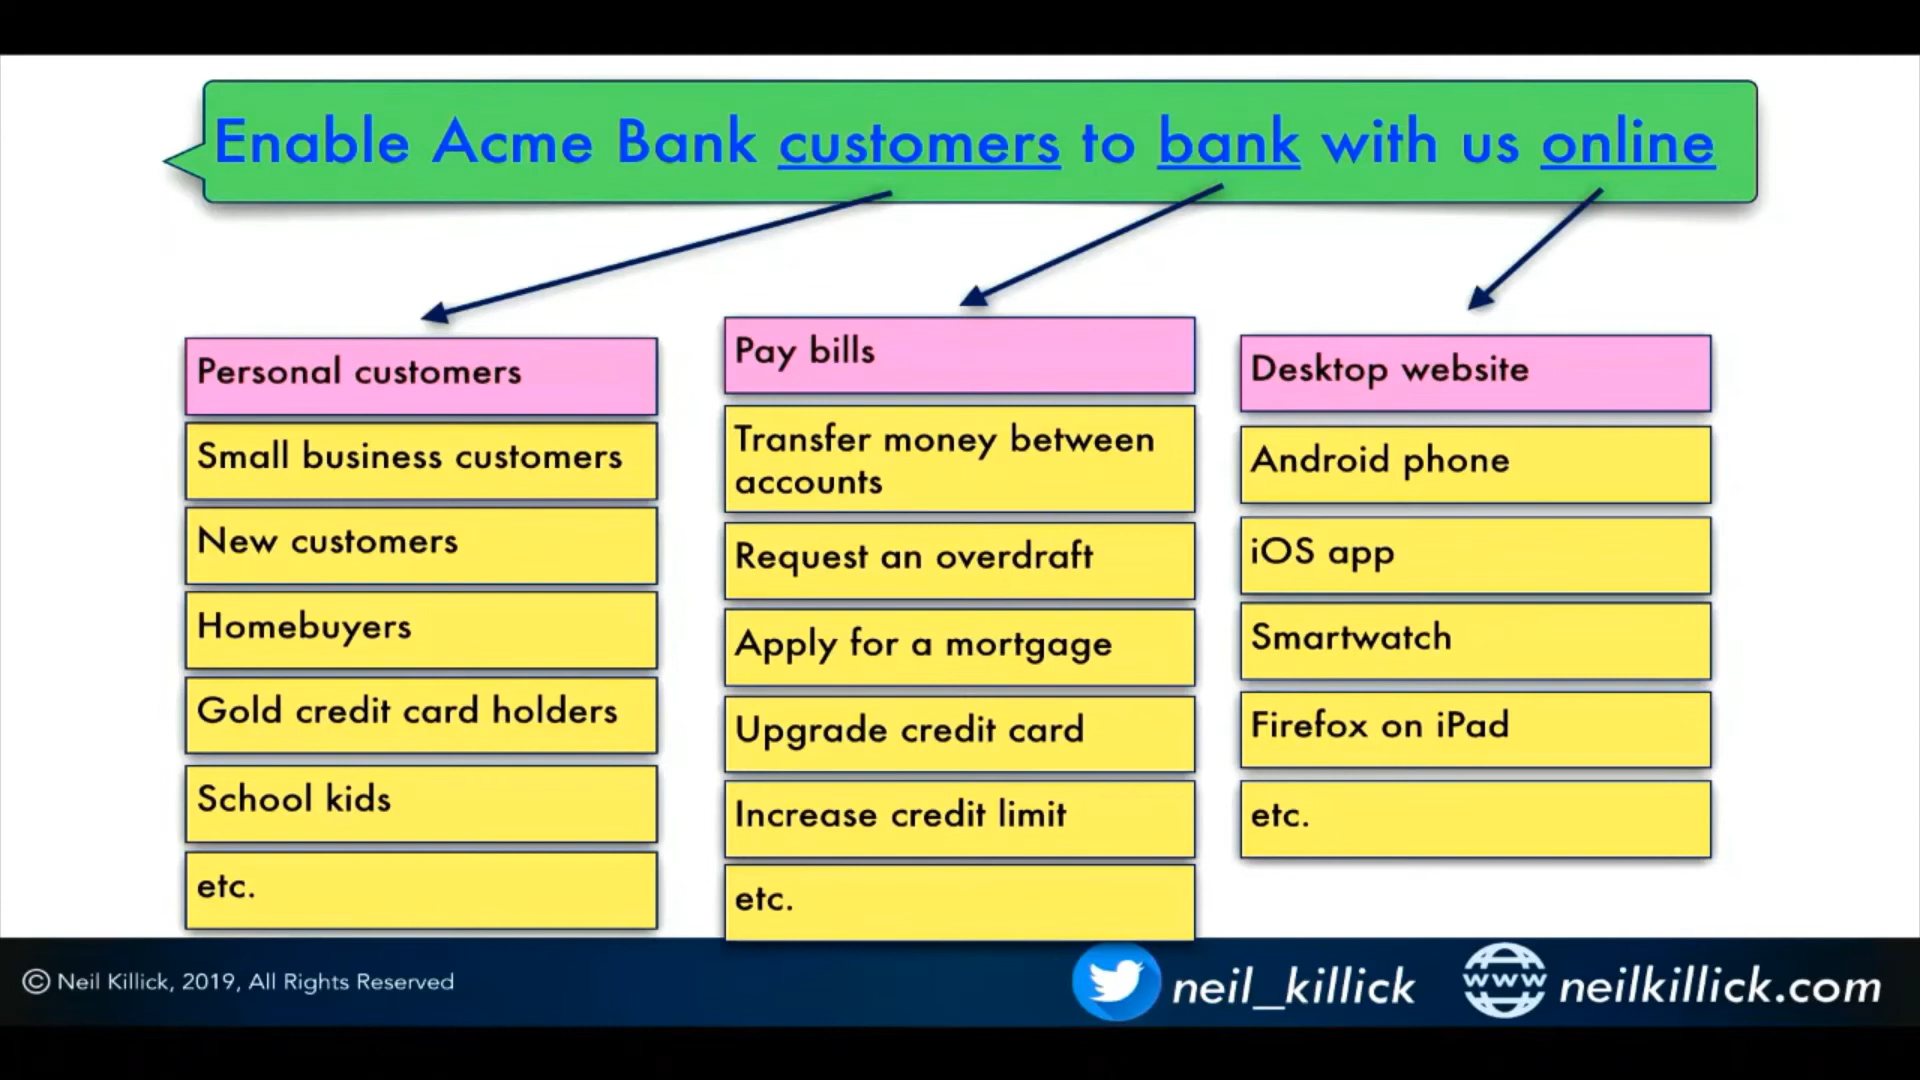 Enable Acme Bank customers to bank with us online
Personal customers
Small business customers
New customers
Homebuyers
Gold credit card holders
School kids
etc.
Pay bills
Transfer money between
accounts
Request an overdraft
Apply for a mortgage
Upgrade credit card
Increase credit limit
etc.
Desktop website
Android phone
iOS app
Smartwatch
Firefox on iPad
etc.
© Neil Killick, 2019, All Rights Reserved
neil_killick
www
neilkillick.com